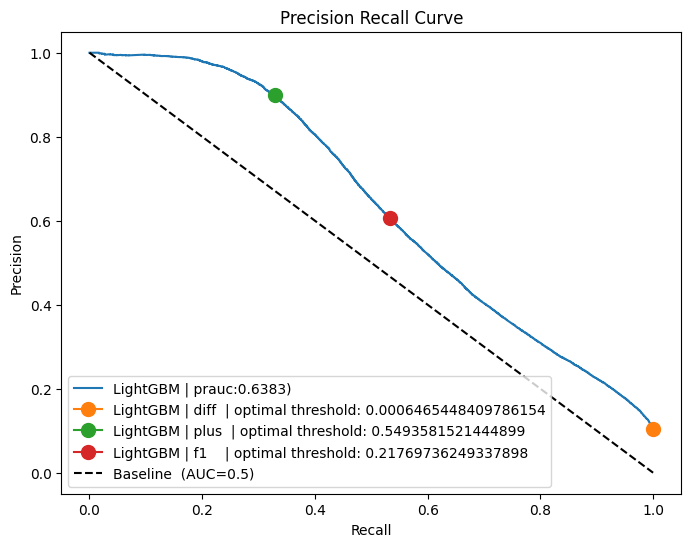 Precision Recall Curve
1.0
0.8
0.6
0.4
0.2
0.0
Precision
LightGBM | prauc:0.6383)
LightGBM | diff  | optimal threshold: 0.0006465448409786154
LightGBM | plus  | optimal threshold: 0.5493581521444899
LightGBM | f1    | optimal threshold: 0.21769736249337898
Baseline  (AUC=0.5)
0.0 0.2 0.4 0.6 0.8 1.0
Recall